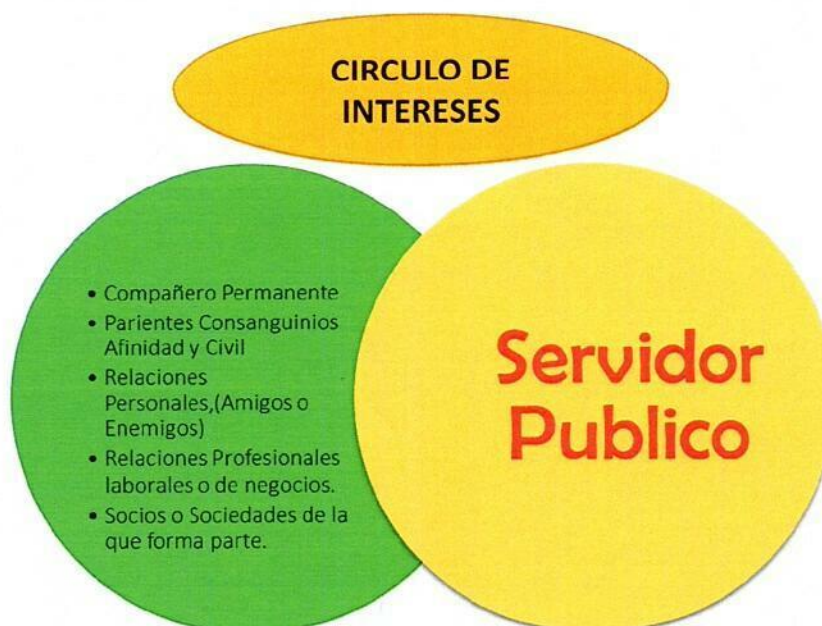 CIRCULO DE
INTERESES
• Compañero Permanente
• Parientes Consanguinios
Afinidad y Civil
• Relaciones
Personales,(Amigos o
Enemigos)
• Relaciones Profesionales
laborales o de negocios.
• Socios o Sociedades de la
que forma parte.
Servidor
Publico